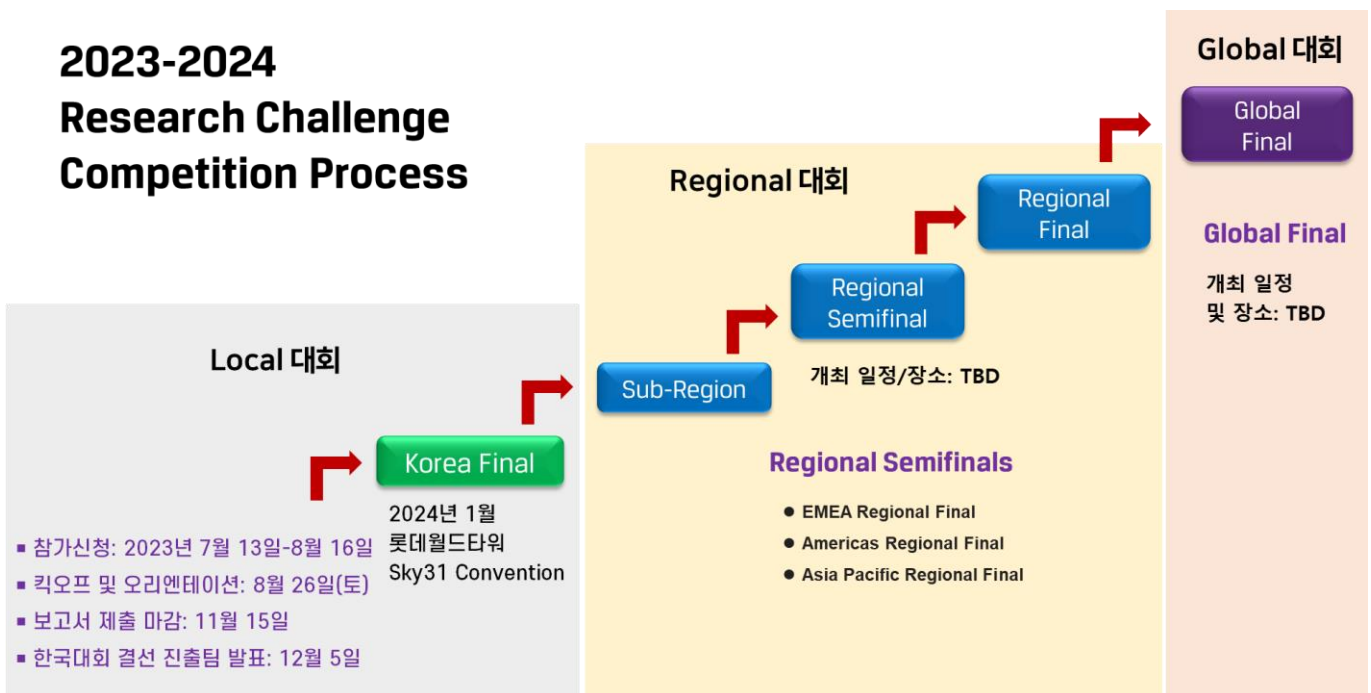 2023-2024
Research Challenge
Competition Process
Local 대회
Korea Final
2024년 1월
롯데월드타워
Sky31 Convention
▪ 참가신청: 2023년 7월 13일-8월 16일
▪ 킥오프 및 오리엔테이션: 8월 26일(토)
▪ 보고서 제출 마감: 11월 15일
▪ 한국대회 결선 진출팀 발표: 12월 5일
Regional 대회
Sub-Region
Regional
Semifinal
개최 일정/장소: TBD
Regional
Final
Regional Semifinals
● EMEA Regional Final
● Americas Regional Final
● Asia Pacific Regional Final
Global 대회
Global
Final
Global Final
개최 일정
및 장소: TBD